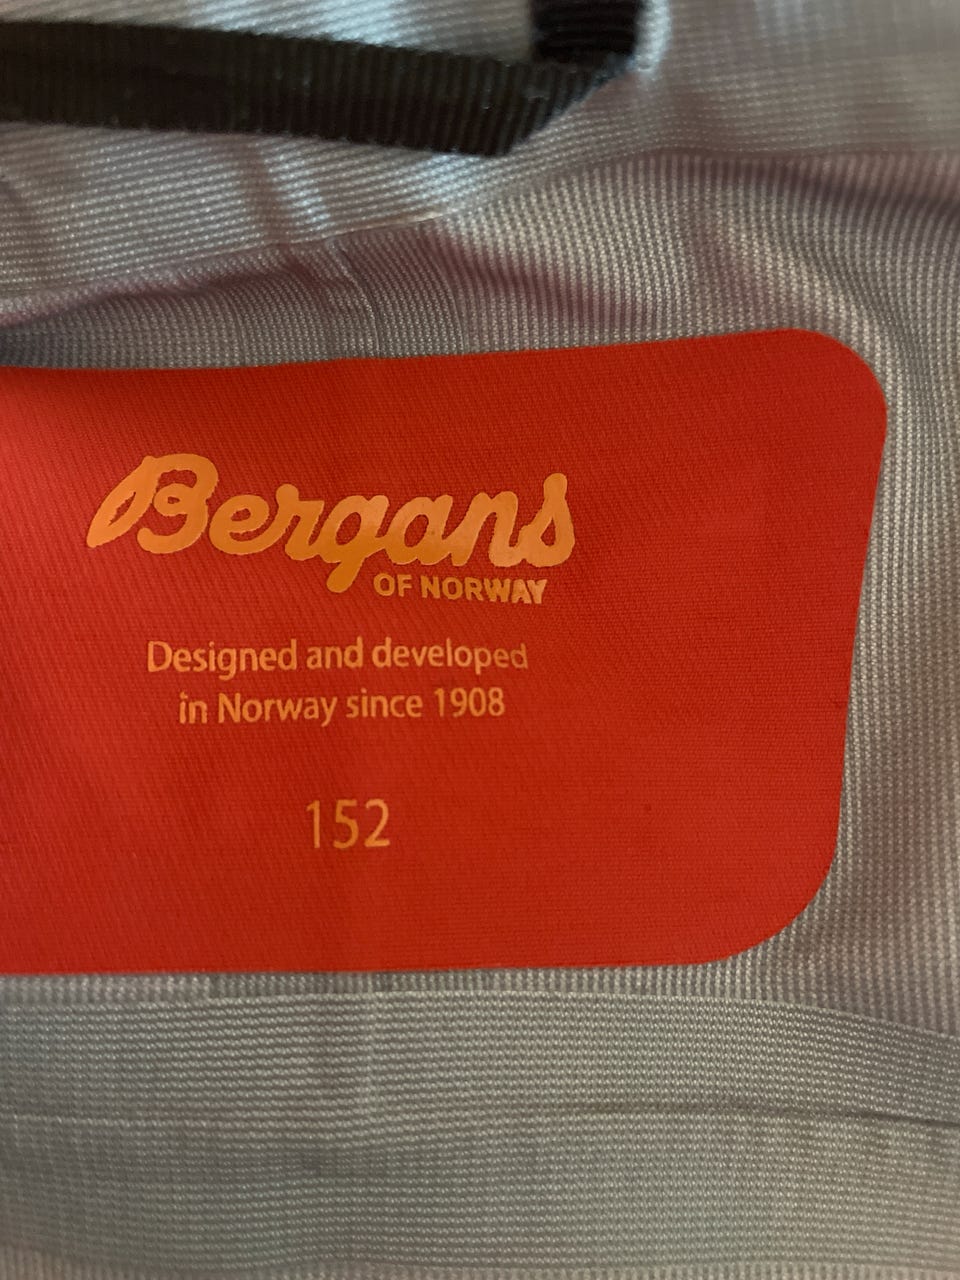 Bergans
OF NORWAY
Designed and developed
in Norway since 1908
152